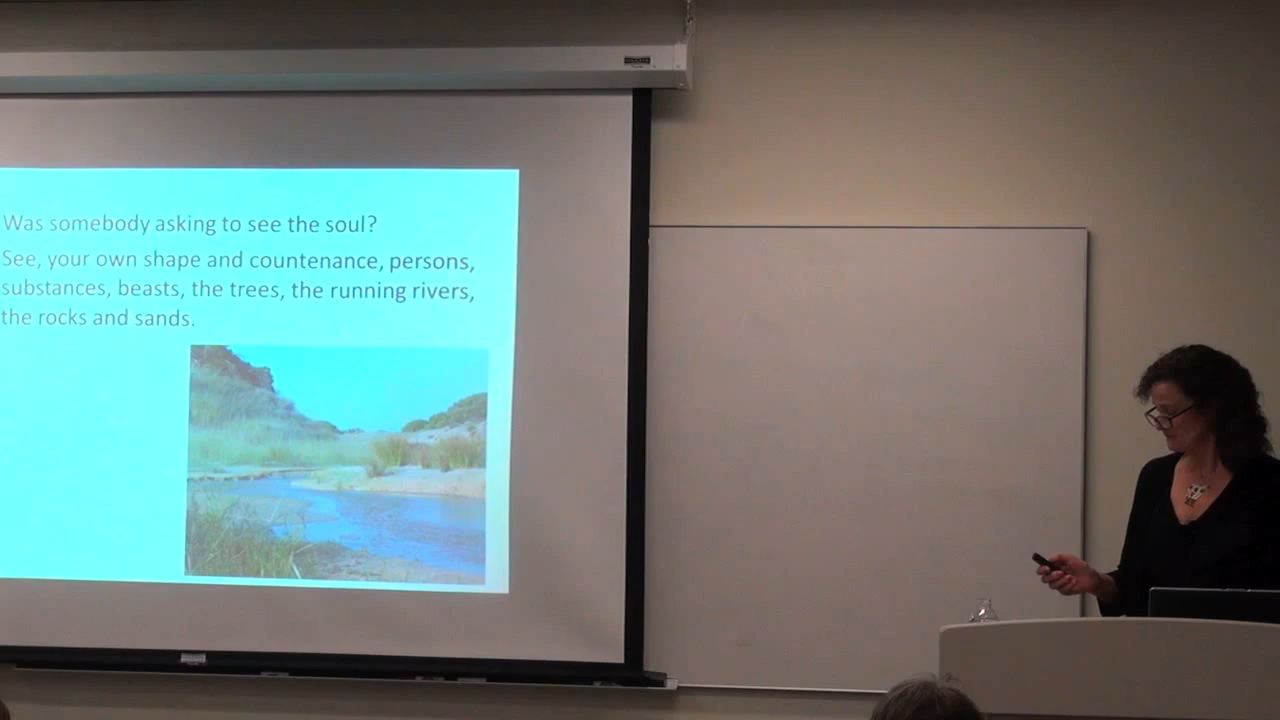 Was somebody asking to see the soul?
See, your own shape and countenance, persons,
substances, beasts, the trees, the running rivers,
the rocks and sands.